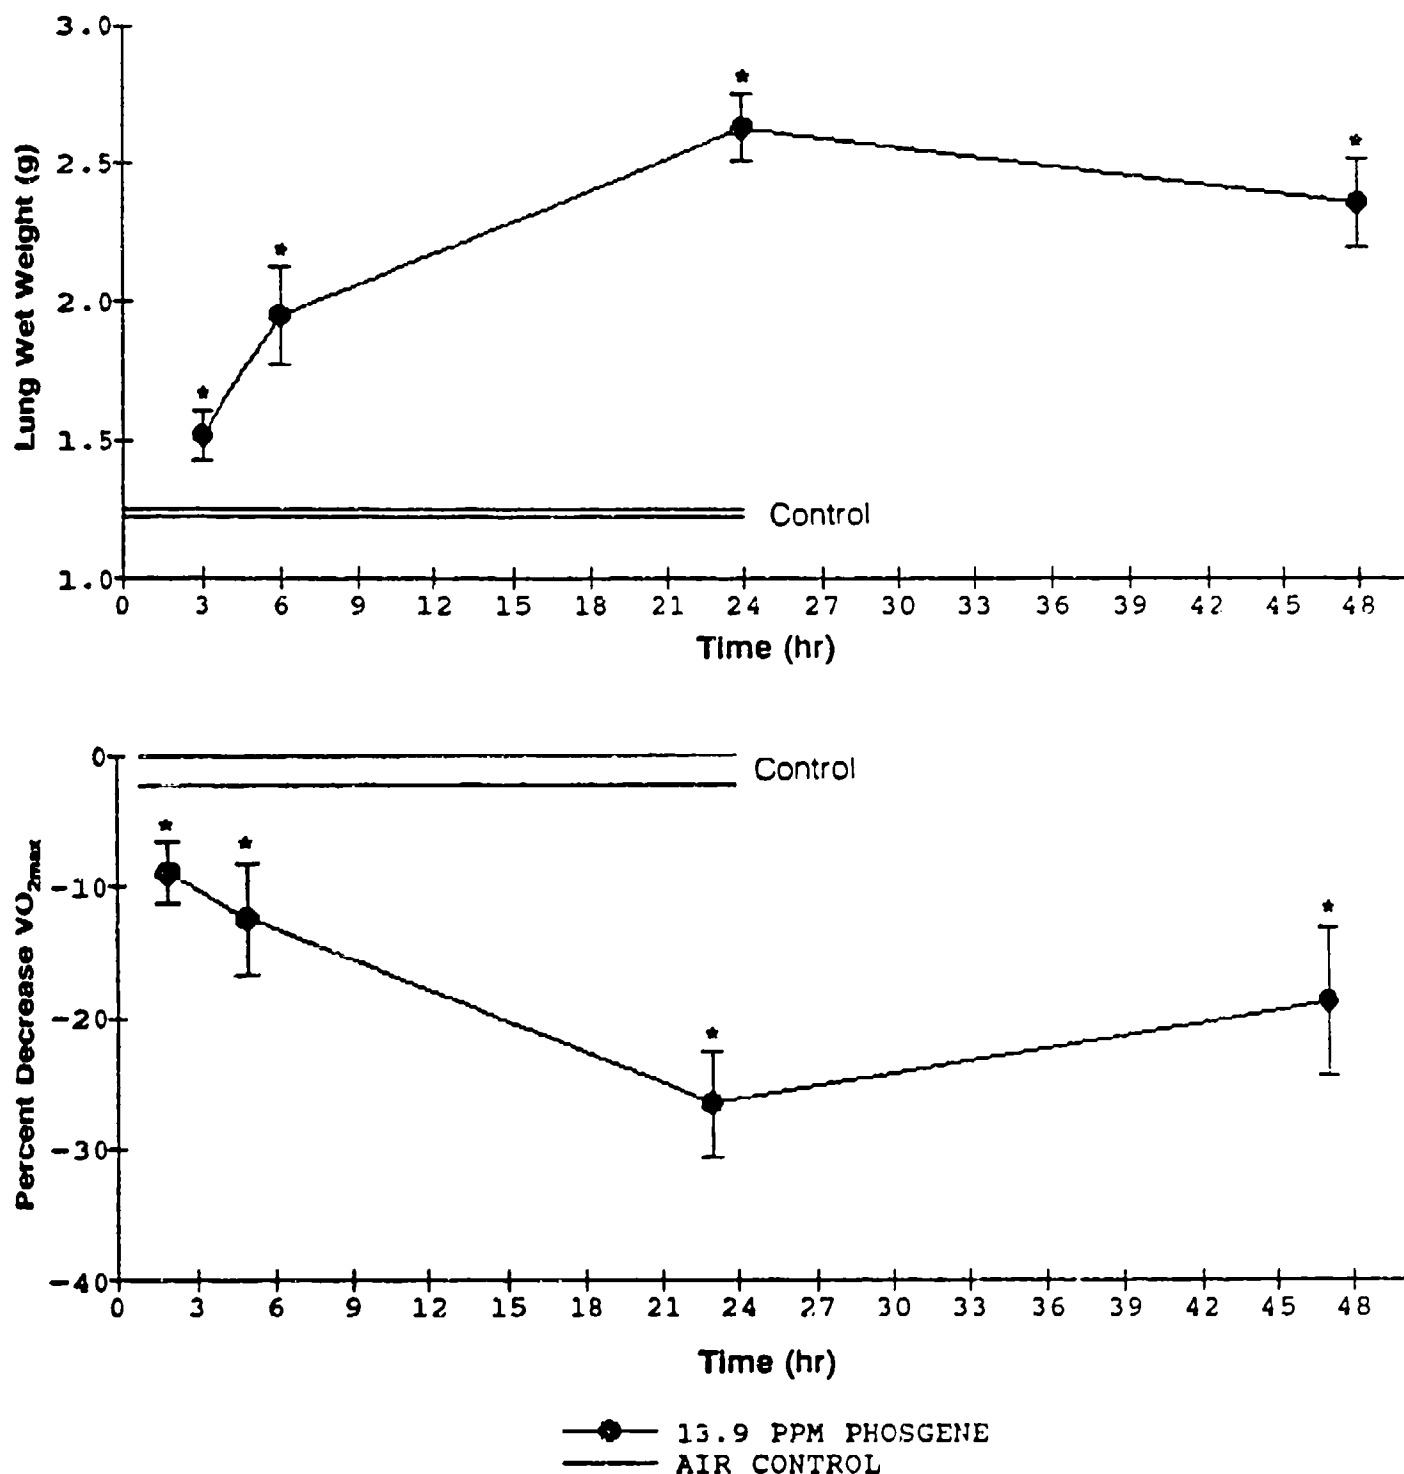 3.0
*
*
2.5
Lung Wet Weight (g)
*
2.0
*
1.5
Control
1.0
0 3 6 9 12 15 18 21 24 27 30 33 36 39 42 45 48
Time (hr)
0
Control
*
*
Percent Decrease VO2max
-10
*
-20
*
-30
-40
0 3 6 9 12 15 18 21 24 27 30 33 36 39 42 45 48
Time (hr)
13.9 PPM PHOSGENE
AIR CONTROL